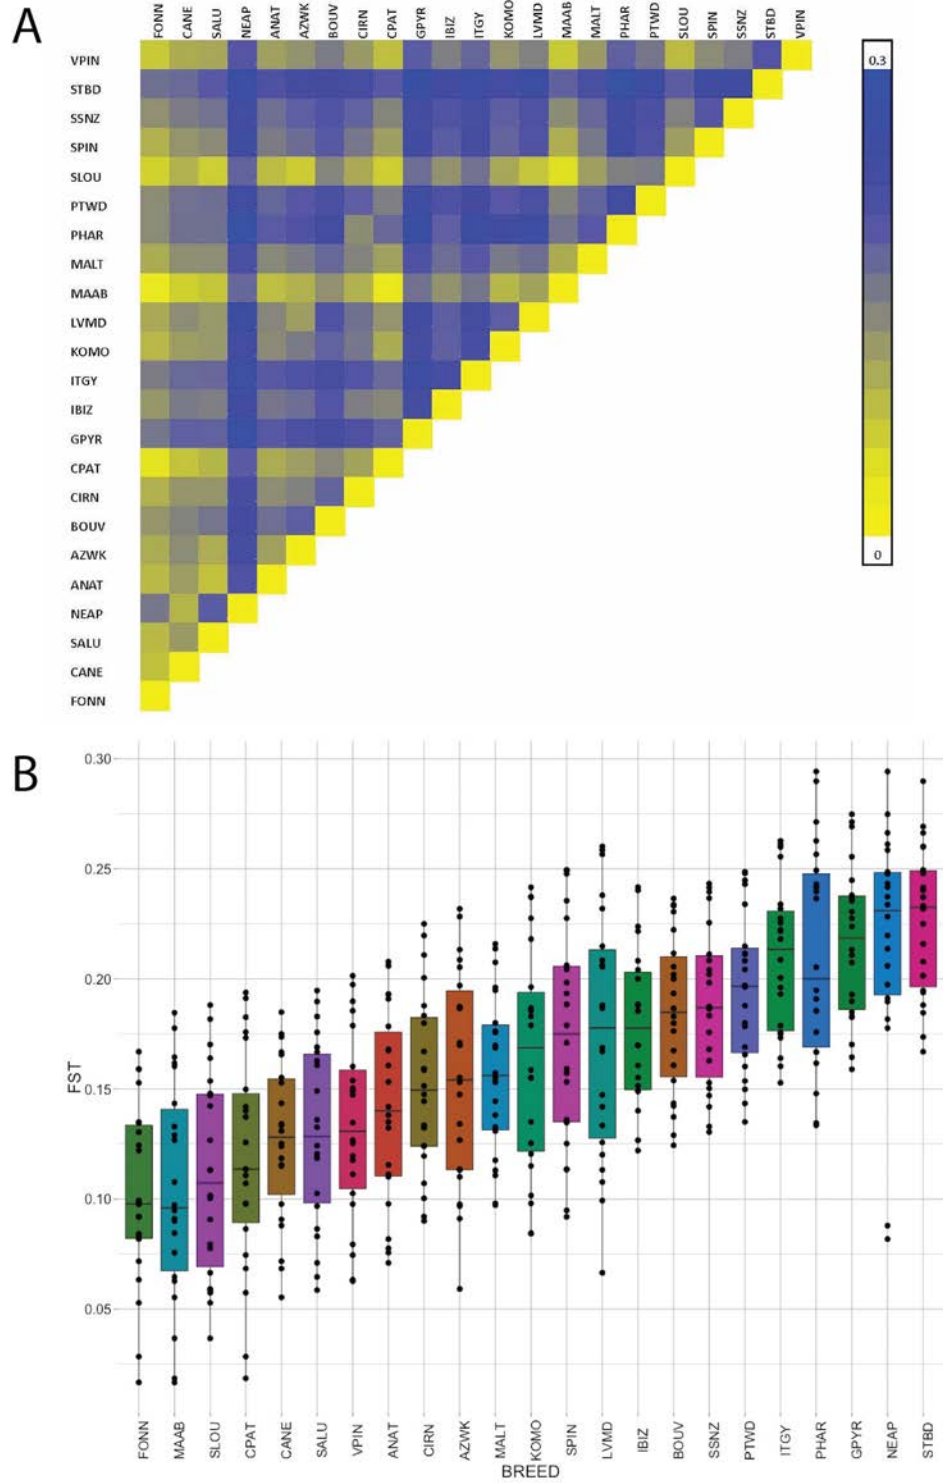 A
FONN CANE SALU NEAP ANAT AZWK BOUV CIRN CPAT GPYR IBIZ ITGY KOMO LVMD MAAB MALT PHAR PTWD SLOU SPIN SSNZ STBD VPIN
VPIN
0.3
STBD
SSNZ
SPIN
SLOU
PTWD
PHAR
MALT
MAAB
LVMD
KOMO
ITGY
IBIZ
GPYR
CPAT
CIRN
BOUV
AZWK
0
ANAT
NEAP
SALU
CANE
FONN
B
0.30
0.25
0.20
0.15
0.10
0.05
FST
FONN MAAB SLOU CPAT CANE SALU VPIN ANAT CIRN AZWK MALT KOMO SPIN LVMD IBIZ BOUV SSNZ PTWD ITGY PHAR GPYR NEAP STBD
BREED